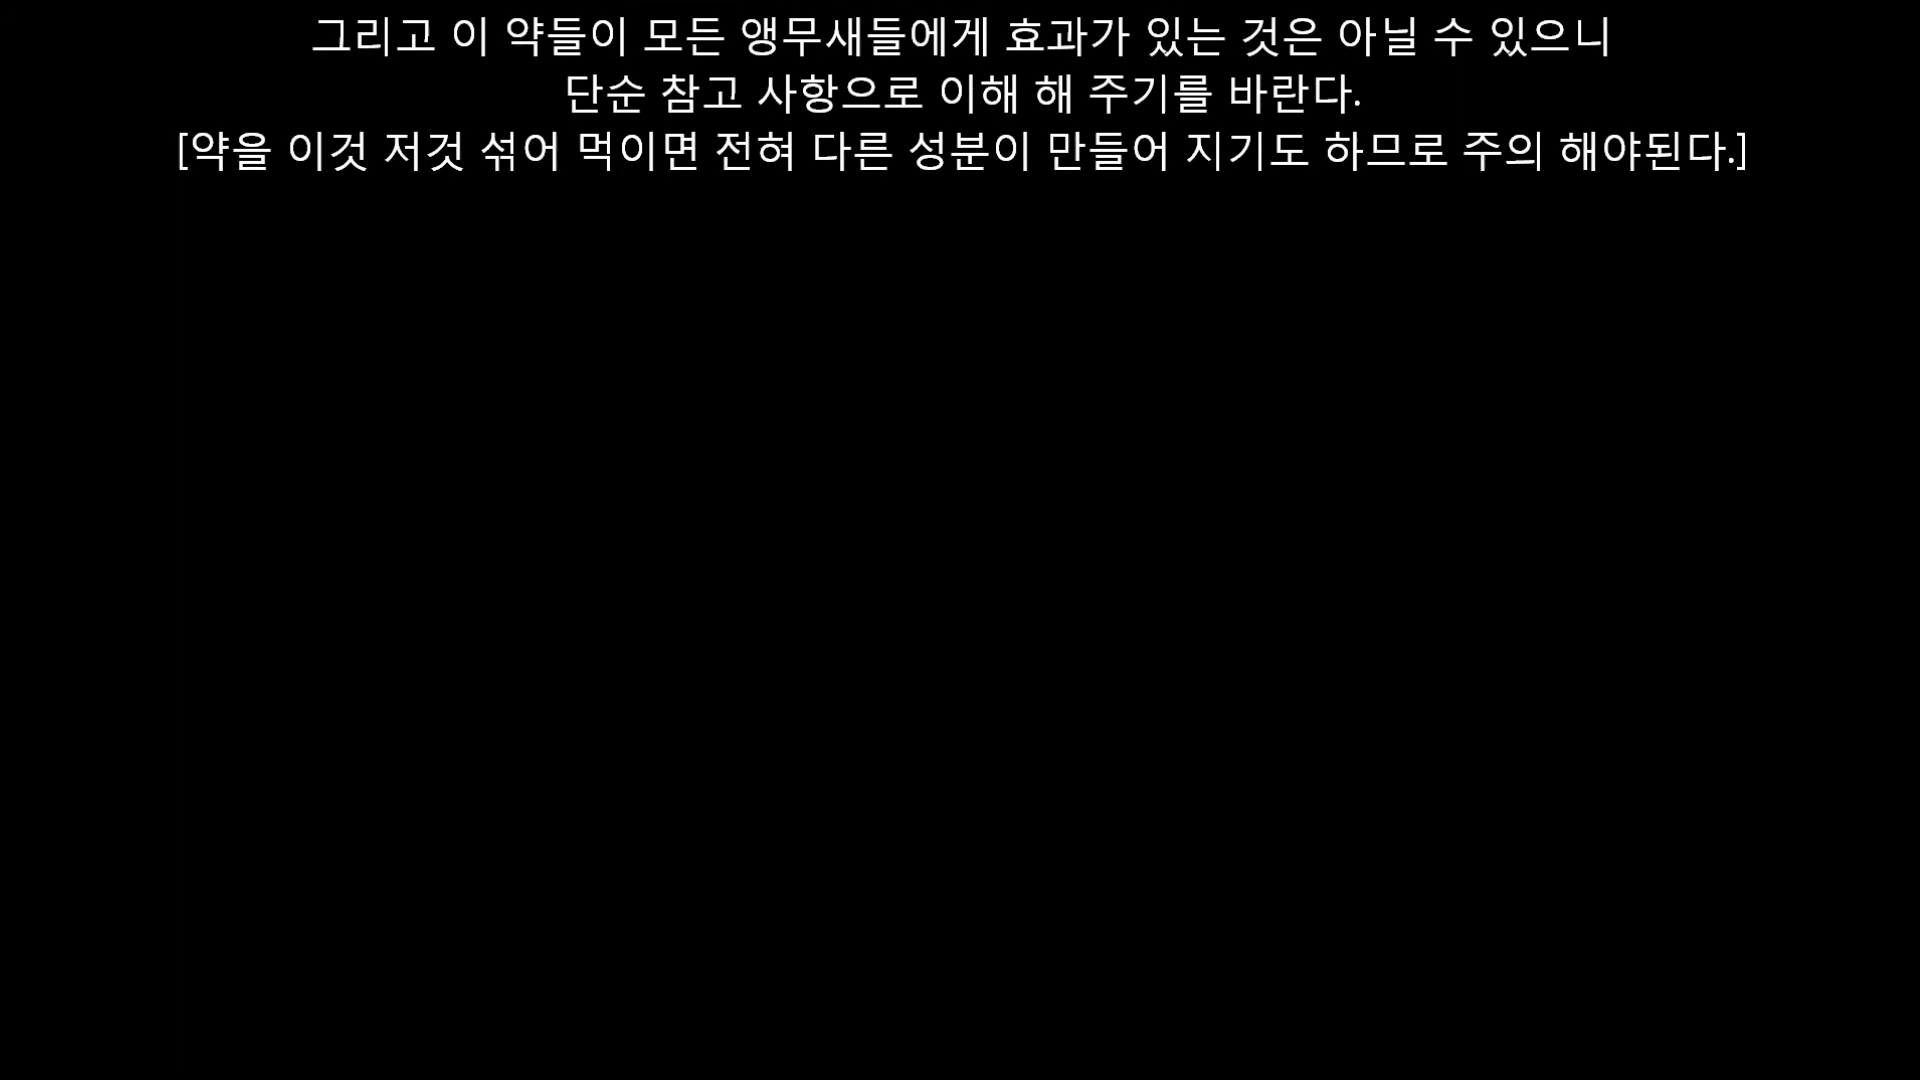 그리고 이 약들이 모든 앵무새들에게 효과가 있는 것은 아닐 수 있으니
단순 참고 사항으로 이해 해 주기를 바란다.
[약을 이것 저것 섞어 먹이면 전혀 다른 성분이 만들어 지기도 하므로 주의 해야된다.]